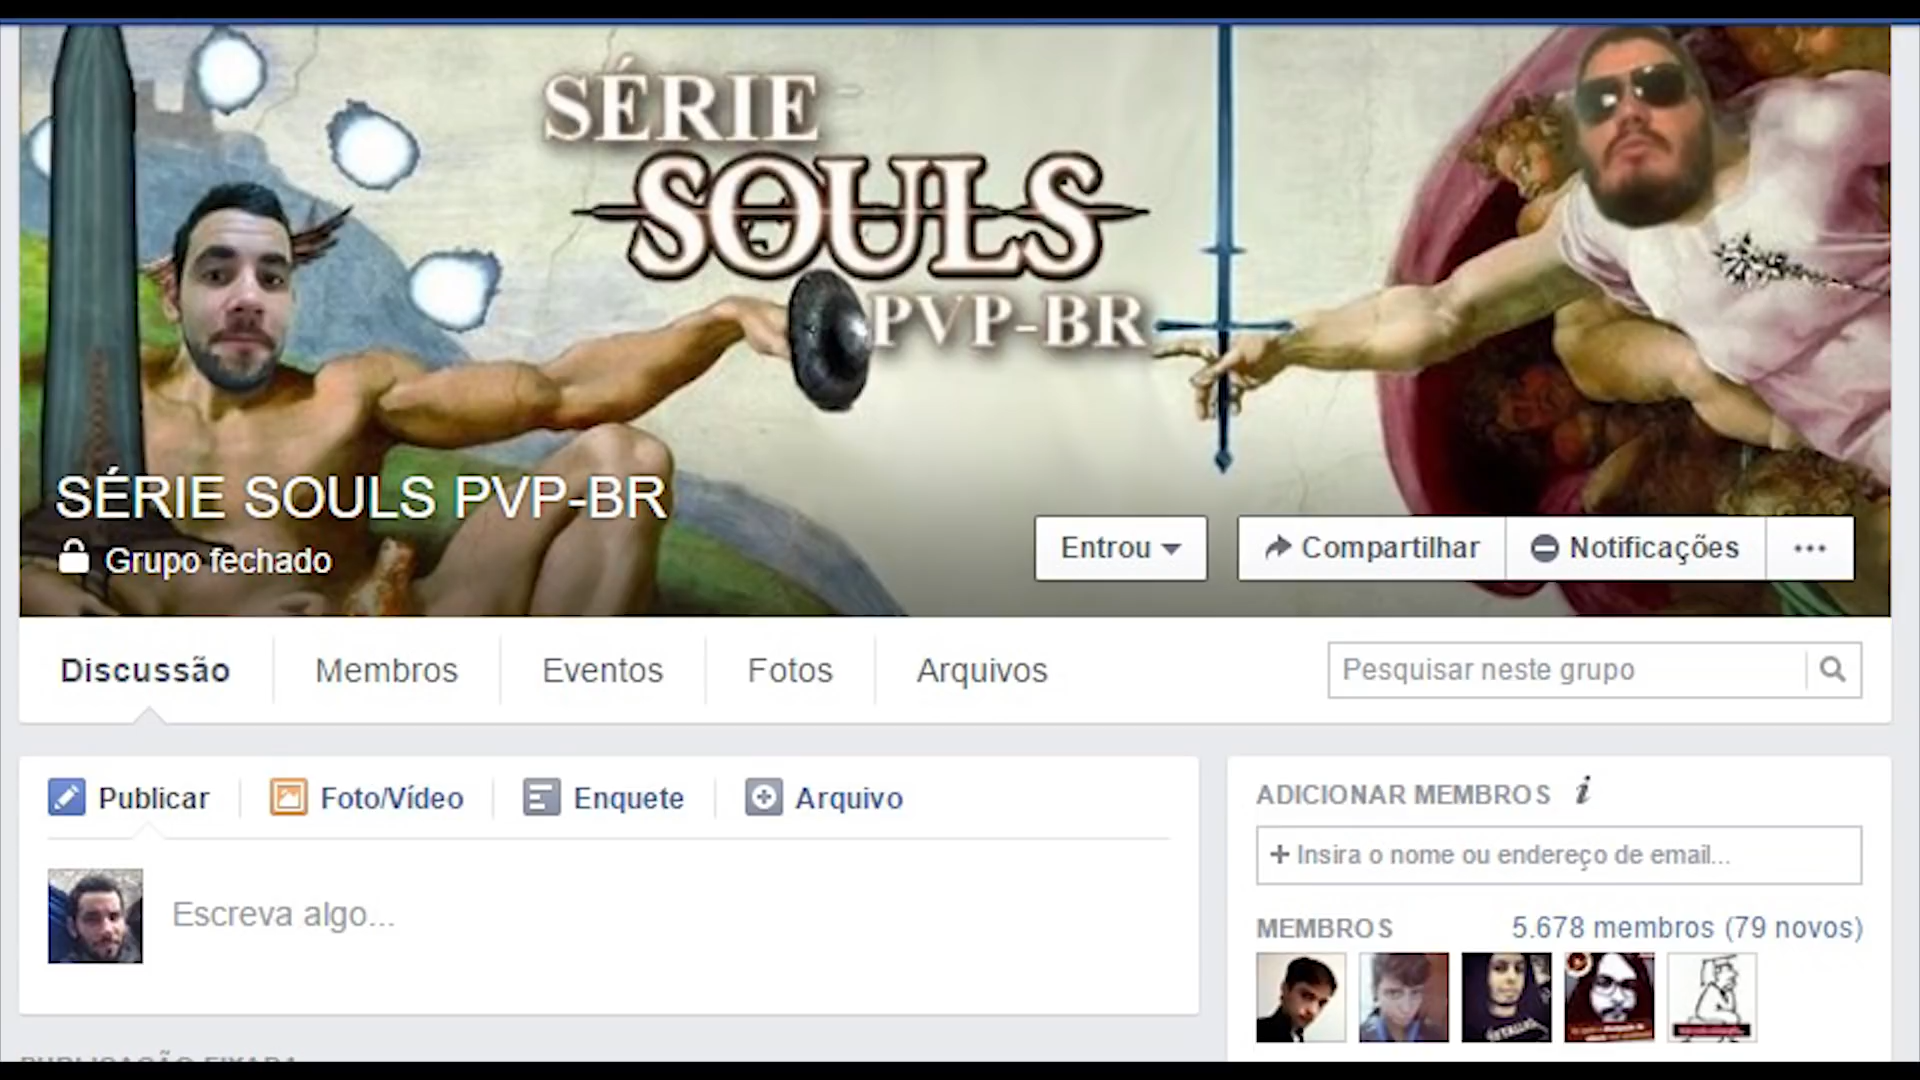 SÉRIE
SOULS
PVP-BR
SÉRIE SOULS PVP-BR
Grupo fechado
Entrou
Compartilhar
Notificações
Discussão
Membros
Eventos
Fotos
Arquivos
Pesquisar neste grupo
Publicar
Foto/Vídeo
Enquete
Arquivo
Escreva algo...
ADICIONAR MEMBROS
+ Insira o nome ou endereço de email...
MEMBROS
5.678 membros (79 novos)
PUBLICAÇÃO FIXADA